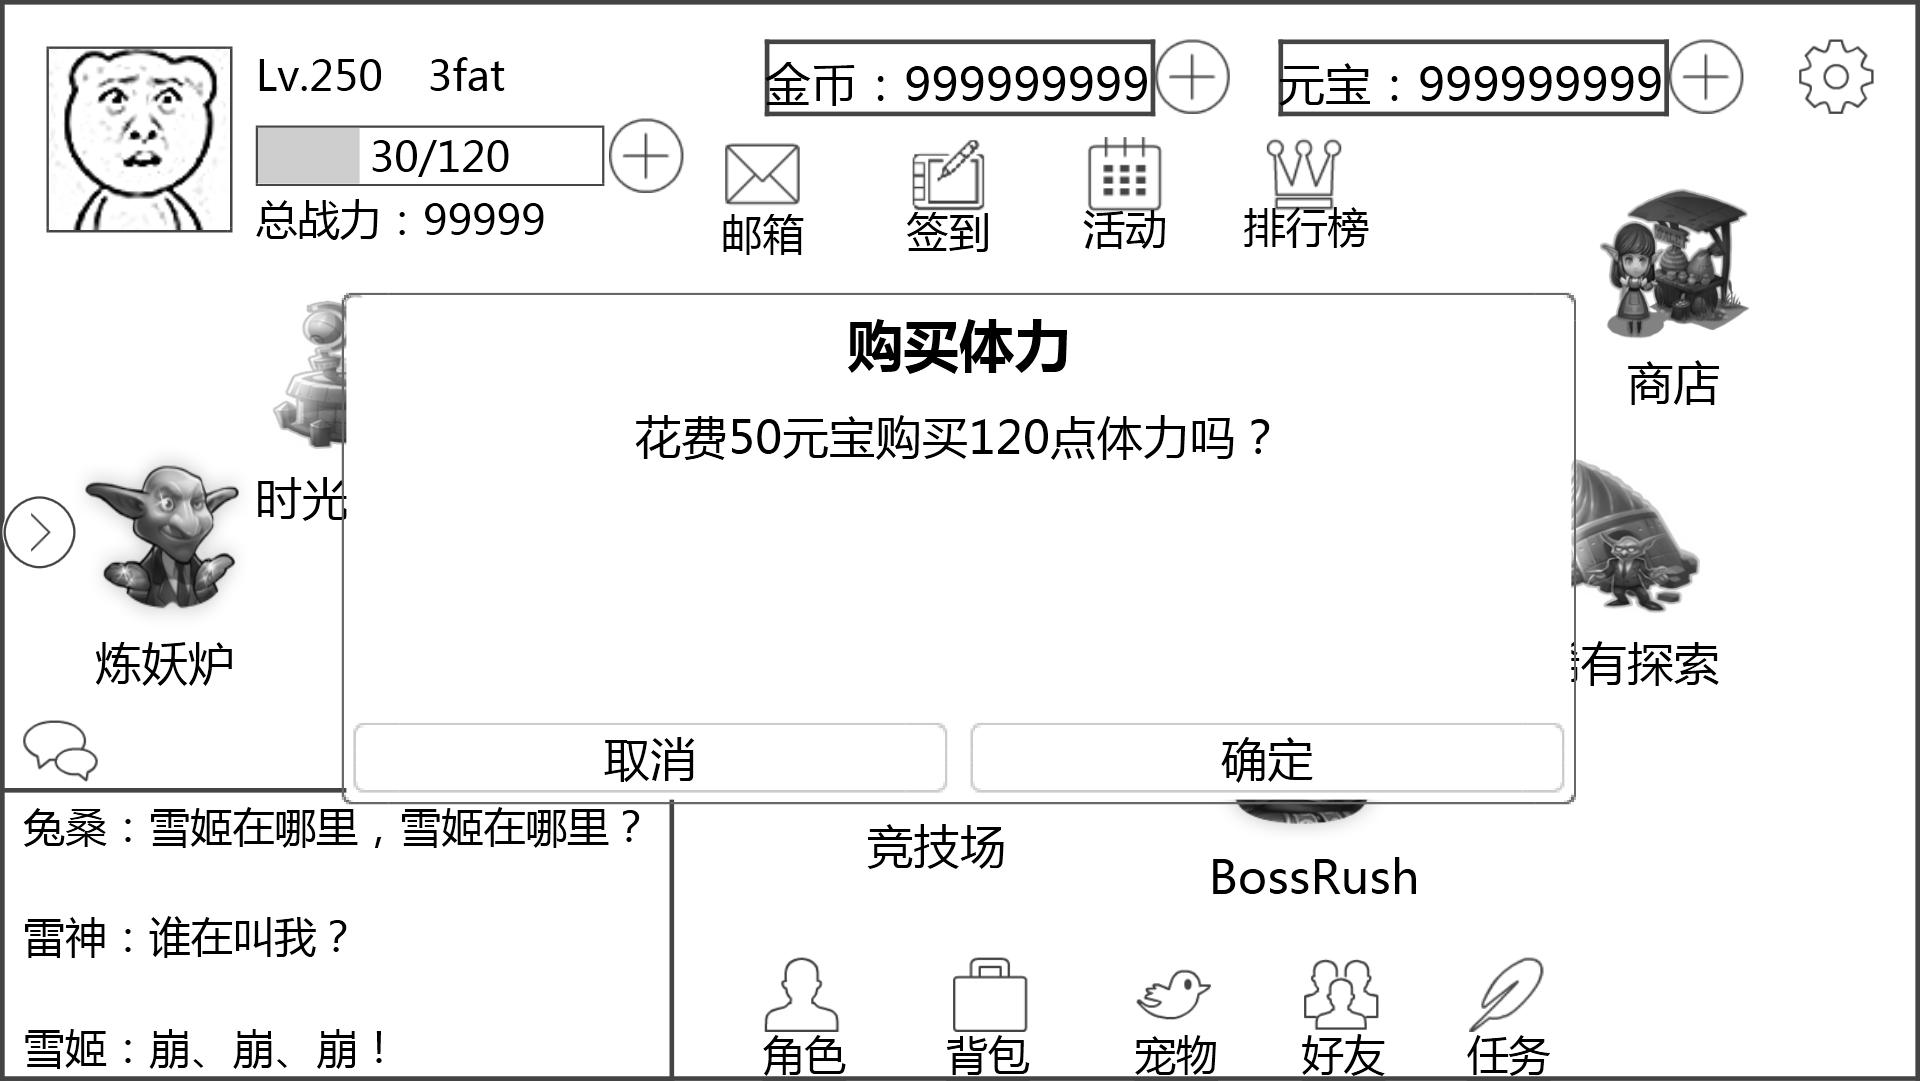 Lv.250 3fat
金币：999999999
元宝：999999999
30/120
总战力：99999
邮箱
签到
活动
排行榜
商店
购买体力
花费50元宝购买120点体力吗？
时光
炼妖炉
有探索
取消
确定
兔桑：雪姬在哪里，雪姬在哪里？
竞技场
BossRush
雷神：谁在叫我？
雪姬：崩、崩、崩！
角色
背包
宠物
好友
任务